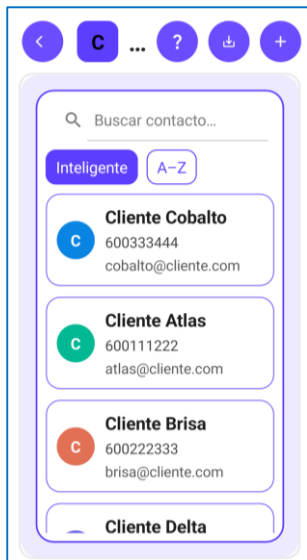 C ... ?
Buscar contacto...
Inteligente A–Z
Cliente Cobalto
C 600333444
cobalto@cliente.com
Cliente Atlas
C 600111222
atlas@cliente.com
Cliente Brisa
C 600222333
brisa@cliente.com
Cliente Delta